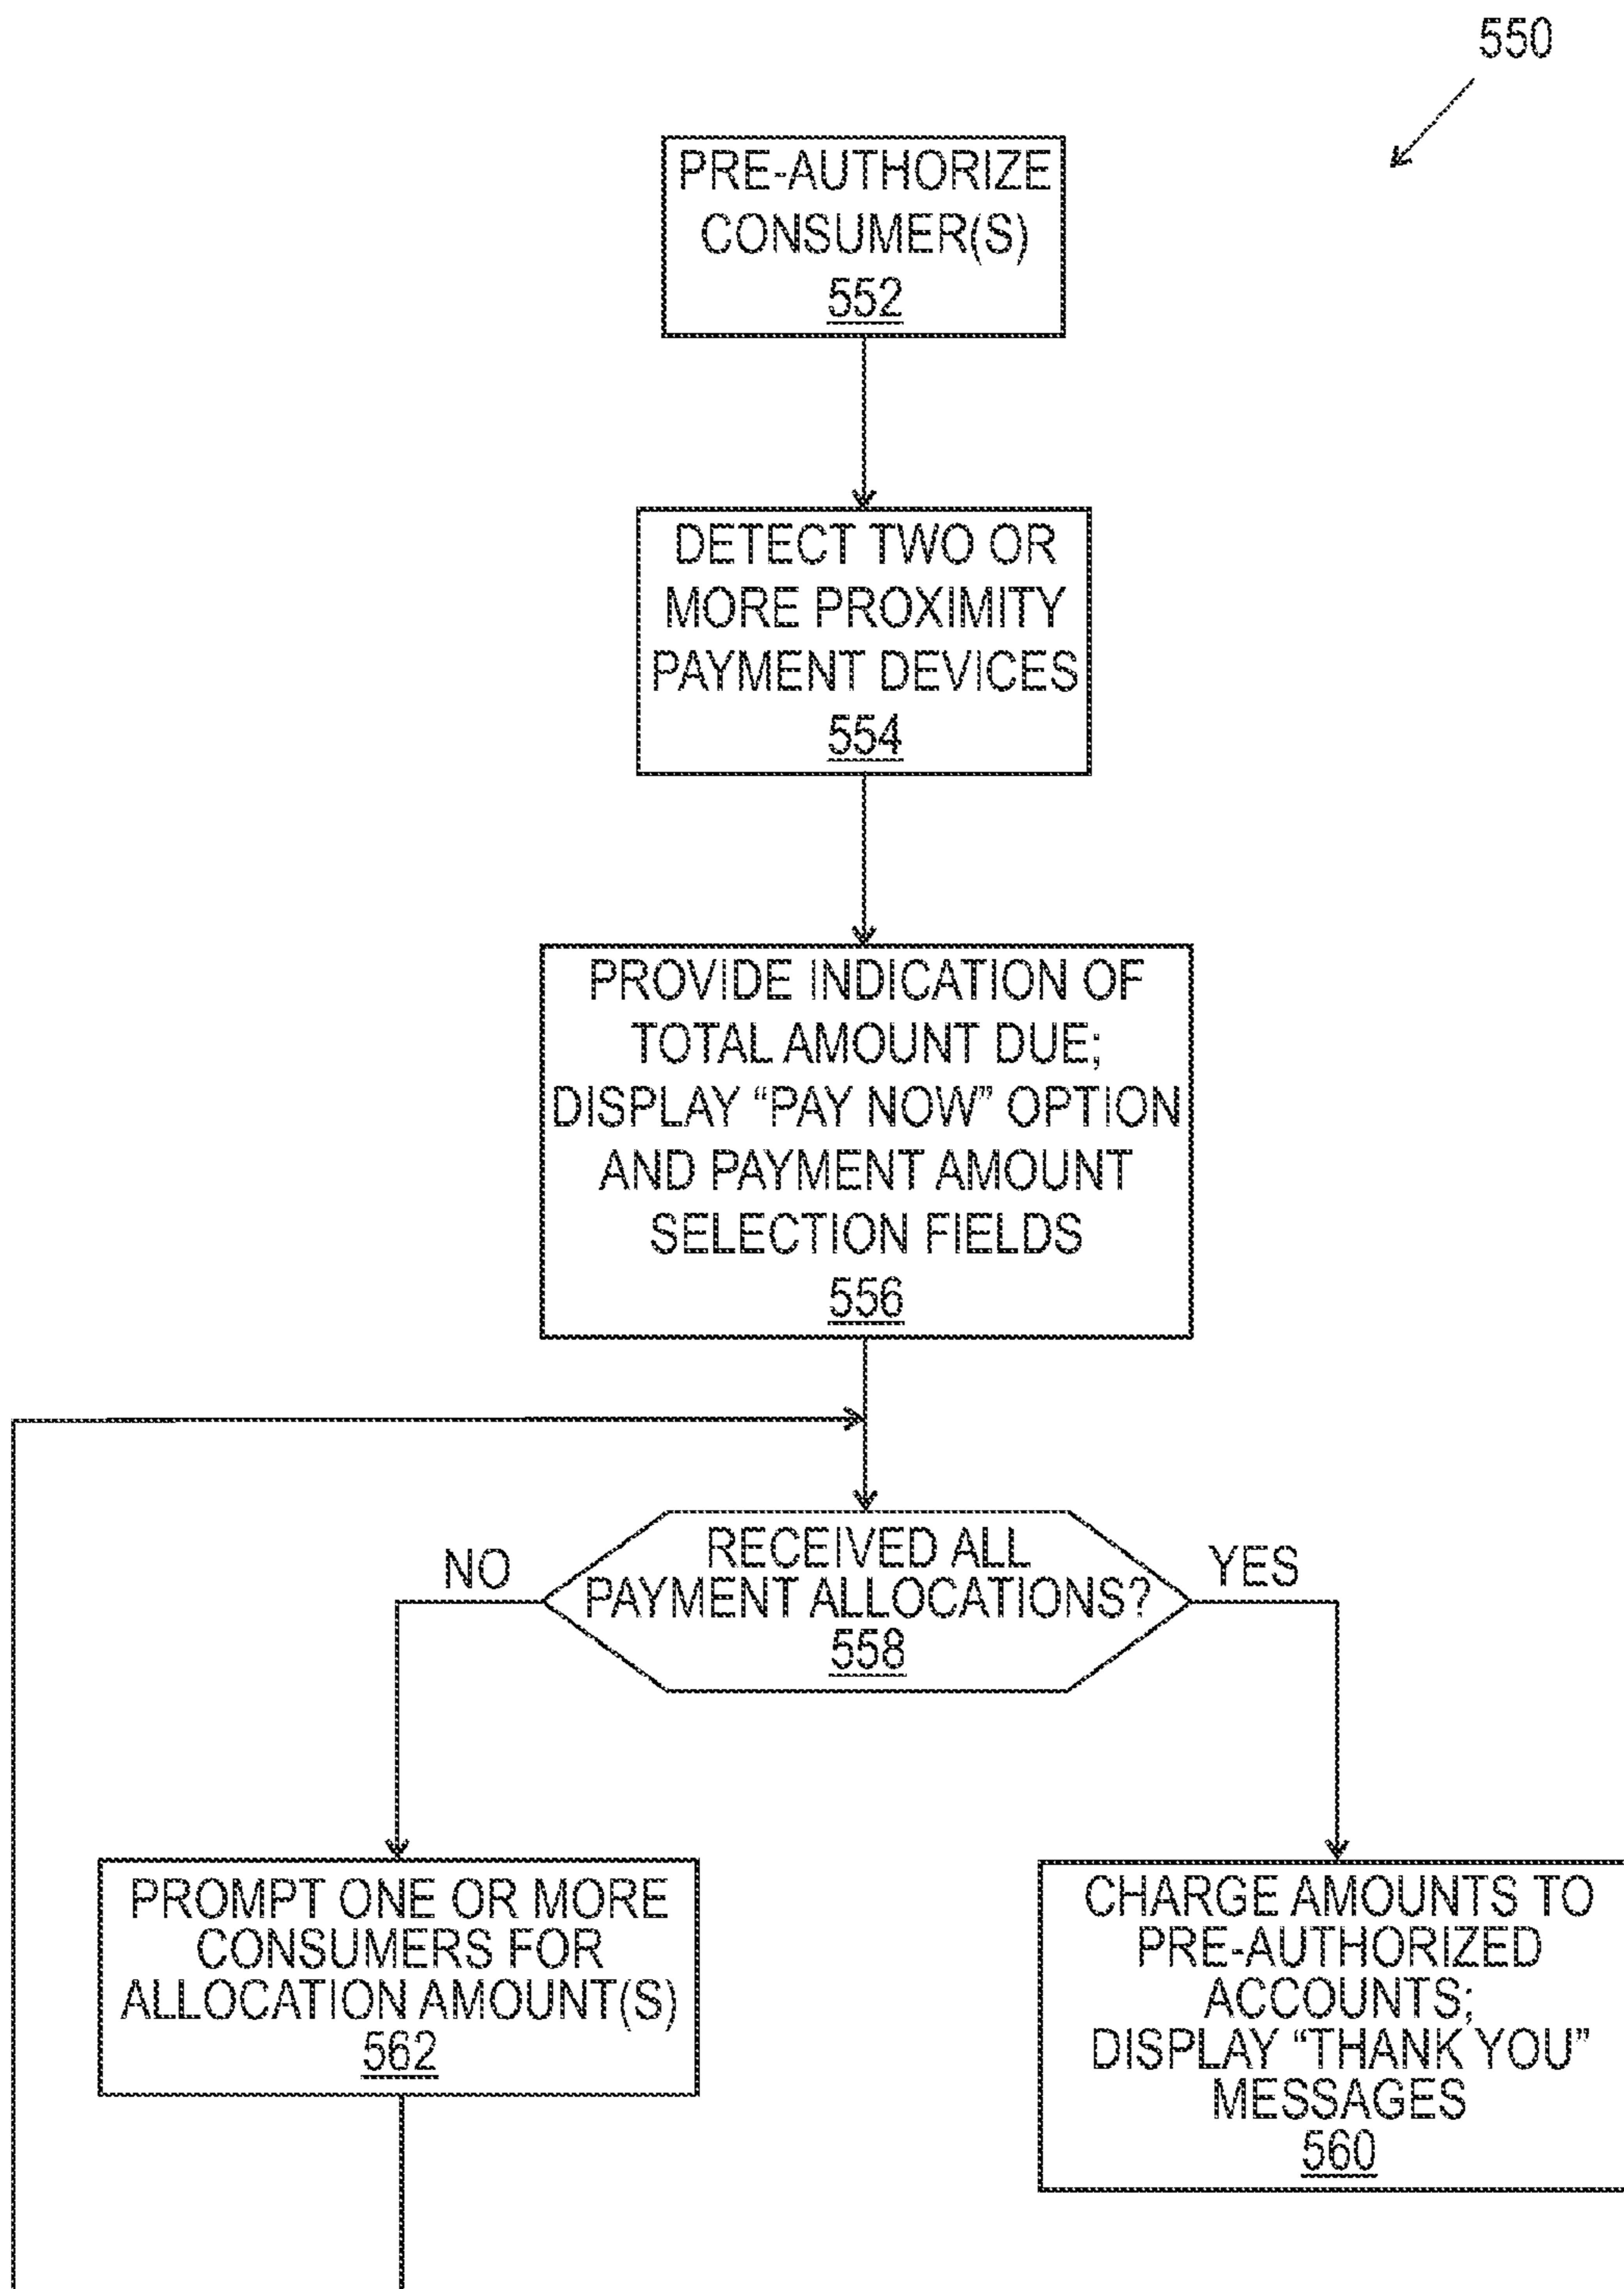 550
PRE-AUTHORIZE
CONSUMER(S)
552
DETECT TWO OR
MORE PROXIMITY
PAYMENT DEVICES
554
PROVIDE INDICATION OF
TOTAL AMOUNT DUE;
DISPLAY “PAY NOW” OPTION
AND PAYMENT AMOUNT
SELECTION FIELDS
556
NO
RECEIVED ALL
PAYMENT ALLOCATIONS?
558
YES
PROMPT ONE OR MORE
CONSUMERS FOR
ALLOCATION AMOUNT(S)
562
CHARGE AMOUNTS TO
PRE-AUTHORIZED
ACCOUNTS;
DISPLAY “THANK YOU”
MESSAGES
560